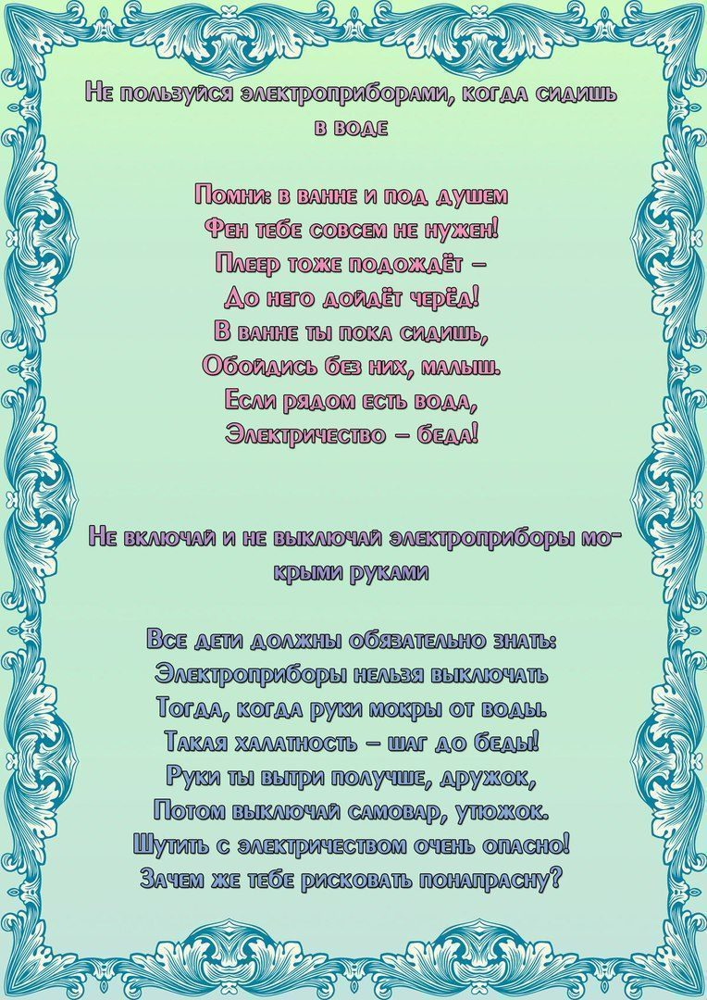 Не пользуйся электроприборами, когда сидишь
в воде
Помни: в ванне и под душем
Фен тебе совсем не нужен!
Плеер тоже подождёт –
До него дойдёт черёд!
В ванне ты пока сидишь,
Обойдись без них, малыш.
Если рядом есть вода,
Электричество – беда!
Не включай и не выключай электроприборы мо-
крыми руками
Все дети должны обязательно знать:
Электроприборы нельзя выключать
Тогда, когда руки мокры от воды.
Такая халатность – шаг до беды!
Руки ты вытри получше, дружок,
Потом выключай самовар, утюжок.
Шутить с электричеством очень опасно!
Зачем же тебе рисковать понапрасну?